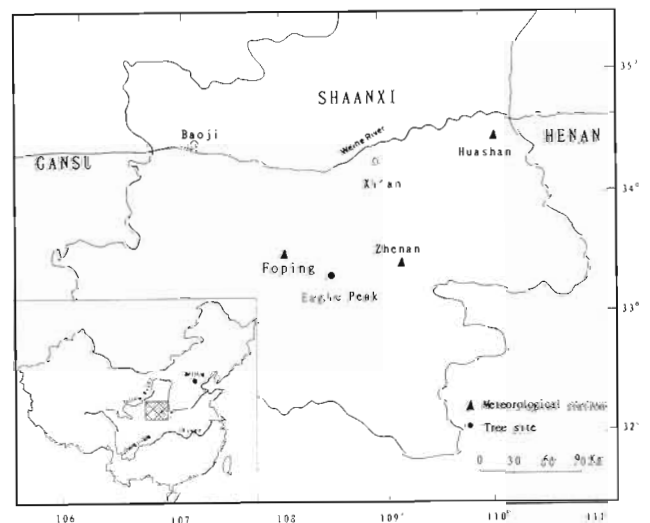 SHAANXI
35°
Baoji
Weihe River
HENAN
GANSU
Huashan
Xi'an
34°
Zhenan
Foping
Eaghe Peak
33°
Meteorological station
Tree site
32°
0 30 60 90km
106 107 108 109° 110° 111